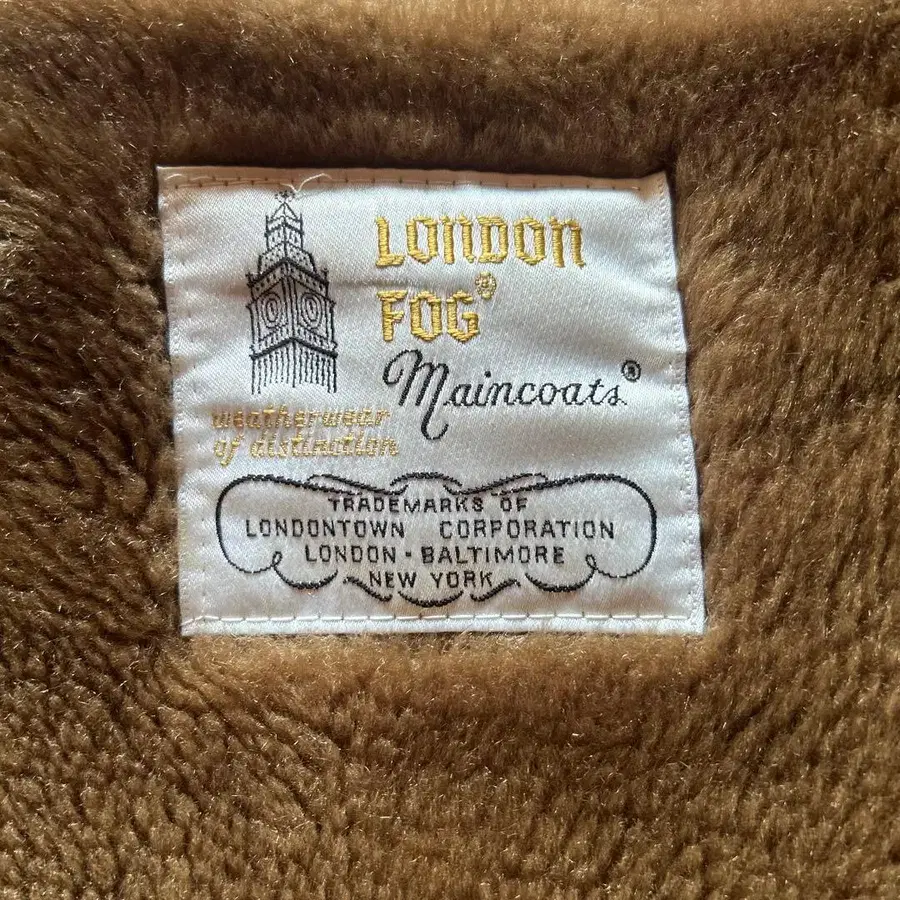 LONDON
FOG®
Maincoats®
weatherwear
of distinction
TRADEMARKS OF
LONDONTOWN CORPORATION
LONDON - BALTIMORE
NEW YORK